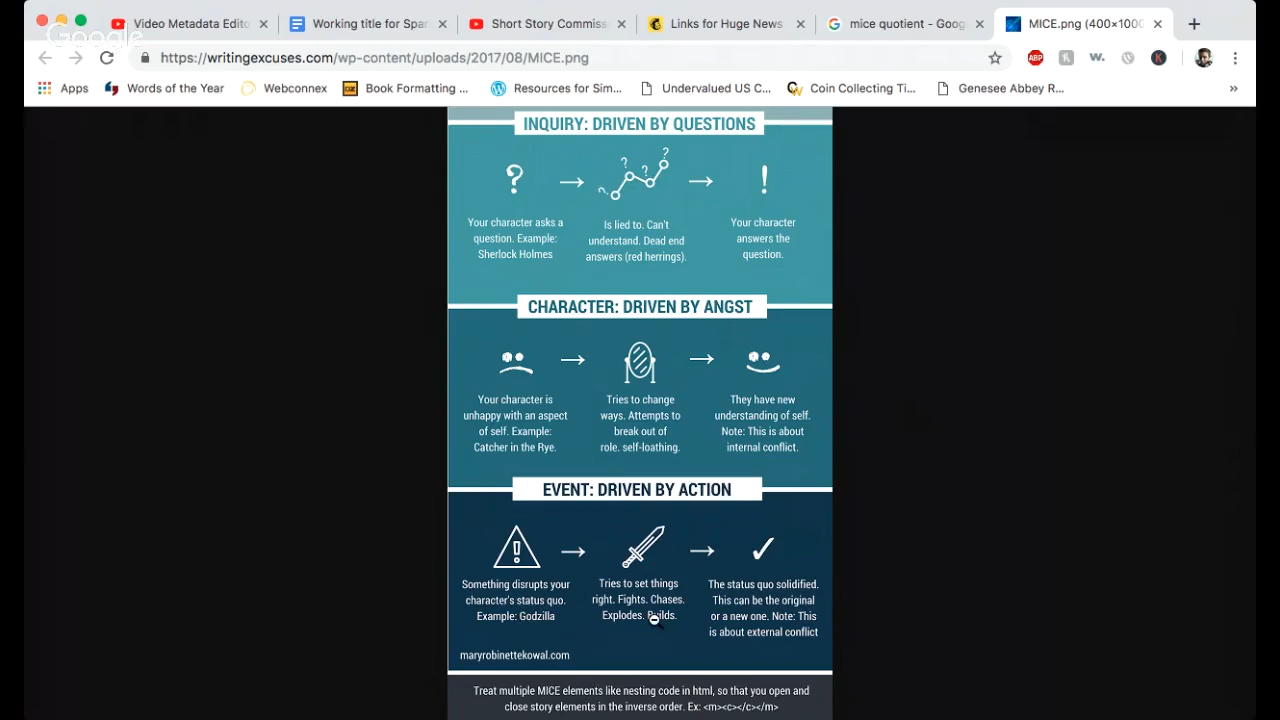 Google
Video Metadata Edito
Working title for Spar
Short Story Commiss
Links for Huge News
mice quotient - Goog
MICE.png (400×1000
https://writingexcuses.com/wp-content/uploads/2017/08/MICE.png
ABP
W.
K
Apps
Words of the Year
Webconnex
Book Formatting ...
Resources for Sim...
Undervalued US C...
Coin Collecting Ti...
Genesee Abbey R...
»
INQUIRY: DRIVEN BY QUESTIONS
? → ? ? ? ? → !
Your character asks a
question. Example:
Sherlock Holmes
Is lied to. Can't
understand. Dead end
answers (red herrings).
Your character
answers the
question.
CHARACTER: DRIVEN BY ANGST
Your character is
unhappy with an aspect
of self. Example:
Catcher in the Rye.
Tries to change
ways. Attempts to
break out of
role. self-loathing.
They have new
understanding of self.
Note: This is about
internal conflict.
EVENT: DRIVEN BY ACTION
Something disrupts your
character's status quo.
Example: Godzilla
Tries to set things
right. Fights. Chases.
Explodes. Builds.
The status quo solidified.
This can be the original
or a new one. Note: This
is about external conflict
maryrobinettekowal.com
Treat multiple MICE elements like nesting code in html, so that you open and
close story elements in the inverse order. Ex: <m><c></c></m>